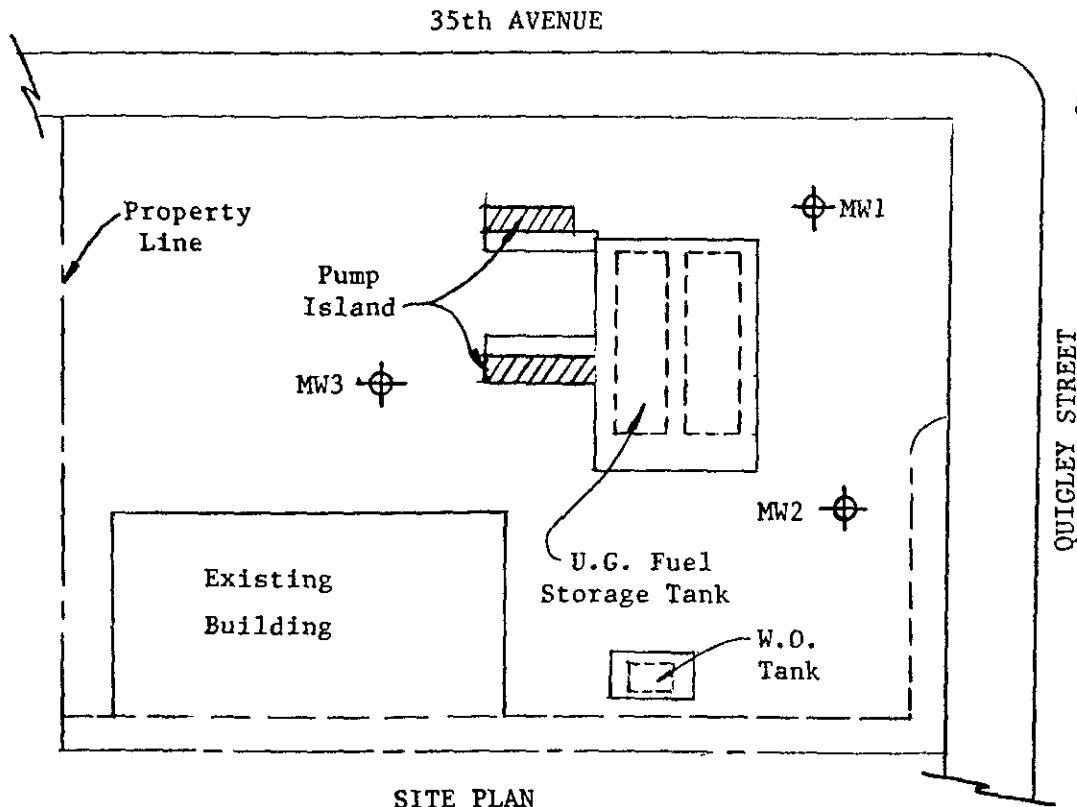 35th AVENUE
MW1
Property
Line
Pump
Island
MW3
QUIGLEY STREET
MW2
U.G. Fuel
Storage Tank
Existing
Building
W.O.
Tank
SITE PLAN